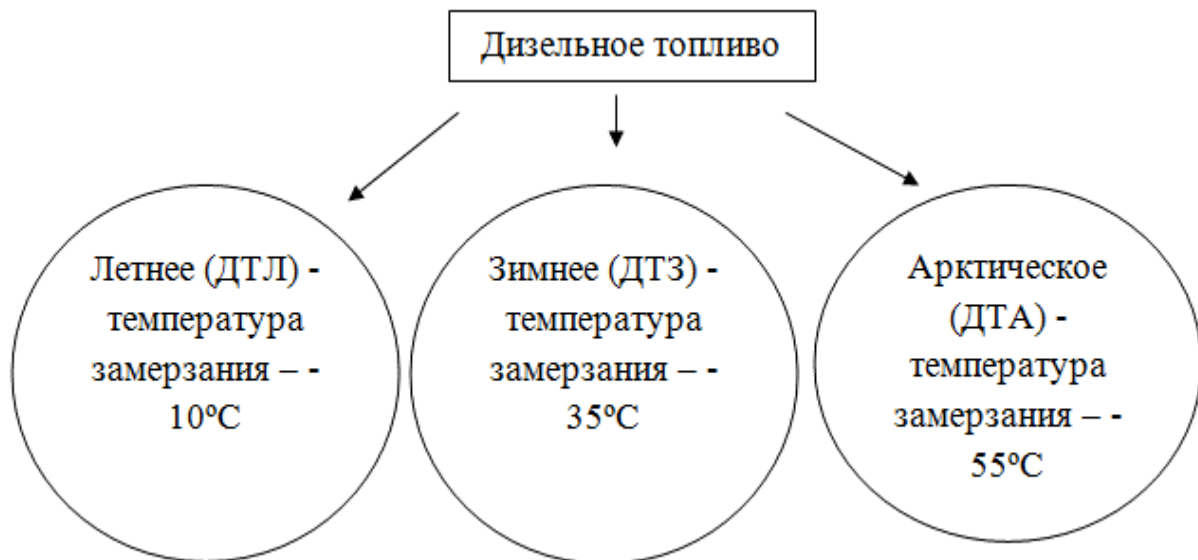 Дизельное топливо
Летнее (ДТЛ) -
температура
замерзания – -
10ºС
Зимнее (ДТЗ) -
температура
замерзания – -
35ºС
Арктическое
(ДТА) -
температура
замерзания – -
55ºС